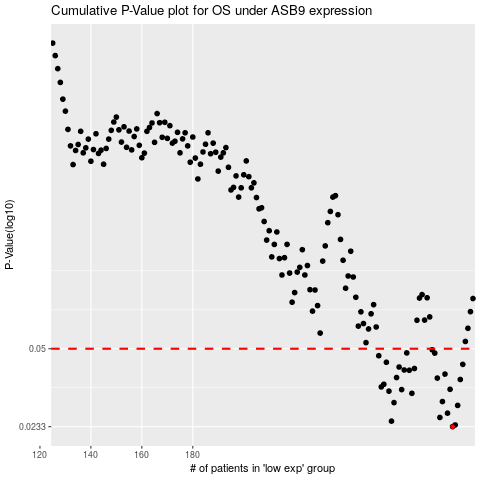 Cumulative P-Value plot for OS under ASB9 expression
P-Value(log10)
0.05
0.0233
120 140 160 180
# of patients in 'low exp' group